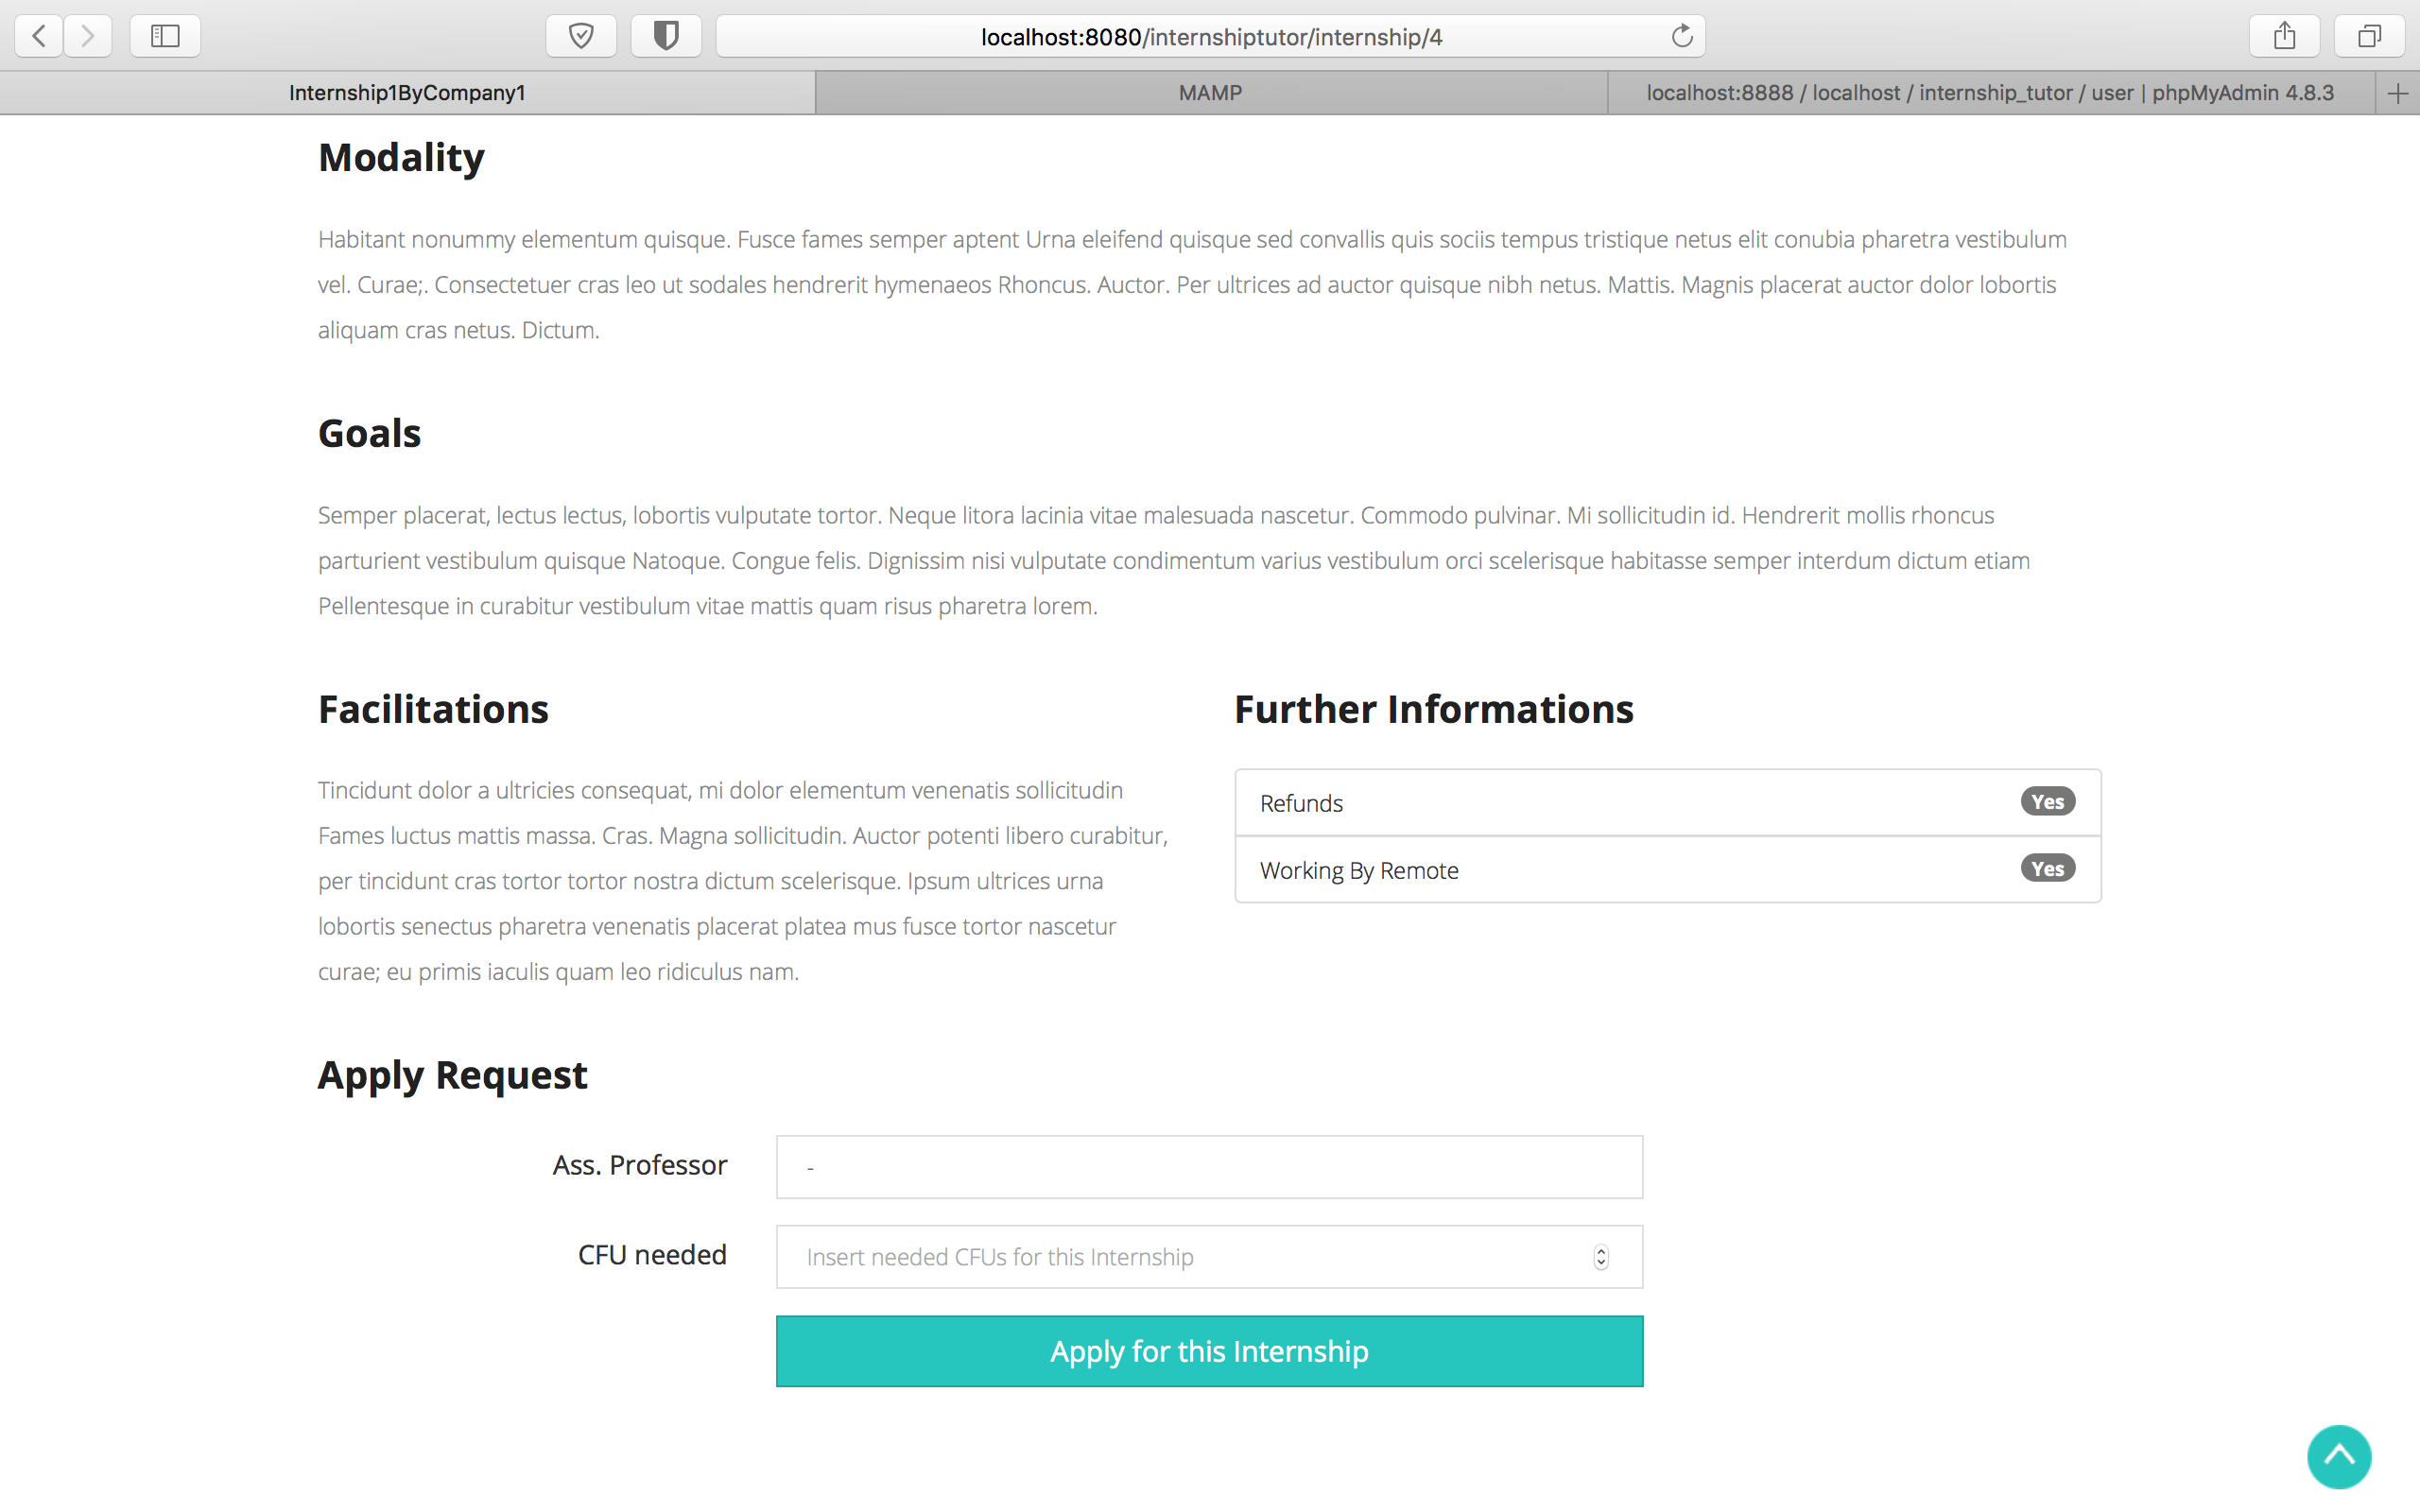 localhost:8080/internshiptutor/internship/4
Internship1ByCompany1
MAMP
localhost:8888 / localhost / internship_tutor / user | phpMyAdmin 4.8.3
Modality
Habitant nonummy elementum quisque. Fusce fames semper aptent Urna eleifend quisque sed convallis quis sociis tempus tristique netus elit conubia pharetra vestibulum
vel. Curae;. Consectetuer cras leo ut sodales hendrerit hymenaeos Rhoncus. Auctor. Per ultrices ad auctor quisque nibh netus. Mattis. Magnis placerat auctor dolor lobortis
aliquam cras netus. Dictum.
Goals
Semper placerat, lectus lectus, lobortis vulputate tortor. Neque litora lacinia vitae malesuada nascetur. Commodo pulvinar. Mi sollicitudin id. Hendrerit mollis rhoncus
parturient vestibulum quisque Natoque. Congue felis. Dignissim nisi vulputate condimentum varius vestibulum orci scelerisque habitasse semper interdum dictum etiam
Pellentesque in curabitur vestibulum vitae mattis quam risus pharetra lorem.
Facilitations
Tincidunt dolor a ultricies consequat, mi dolor elementum venenatis sollicitudin
Fames luctus mattis massa. Cras. Magna sollicitudin. Auctor potenti libero curabitur,
per tincidunt cras tortor tortor nostra dictum scelerisque. Ipsum ultrices urna
lobortis senectus pharetra venenatis placerat platea mus fusce tortor nascetur
curae; eu primis iaculis quam leo ridiculus nam.
Further Informations
Refunds Yes
Working By Remote Yes
Apply Request
Ass. Professor -
CFU needed Insert needed CFUs for this Internship
Apply for this Internship